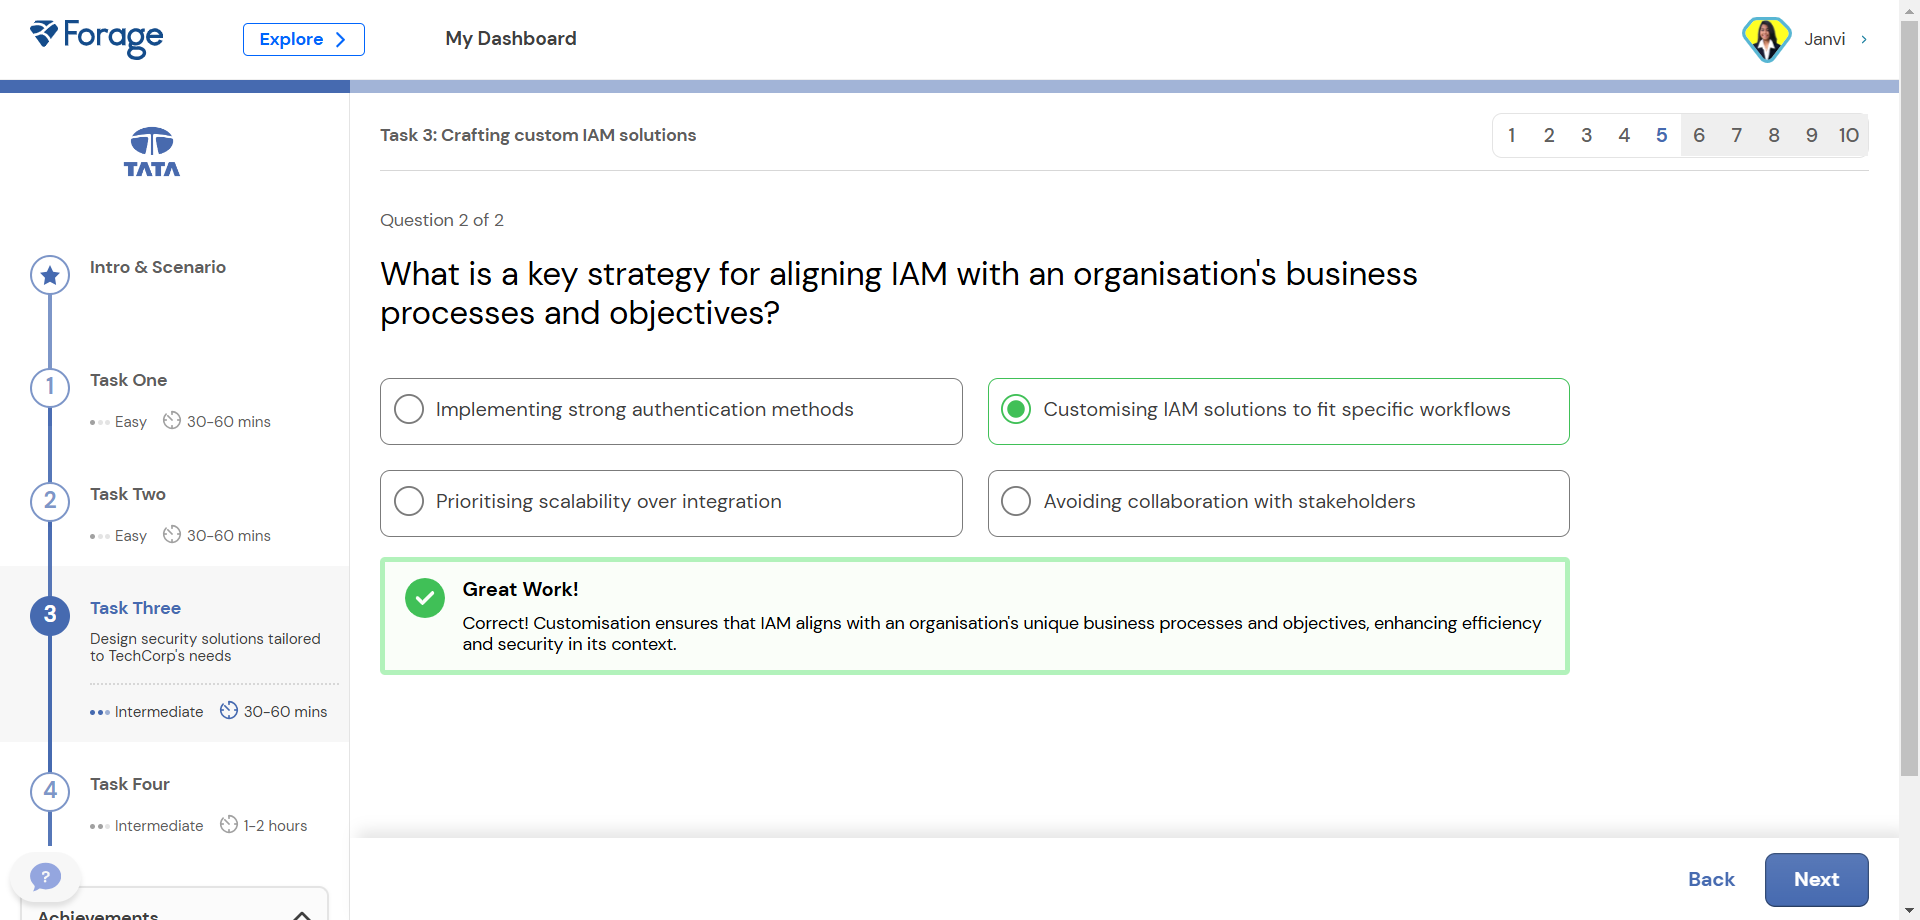 Forage
Explore
My Dashboard
Janvi
TATA
Task 3: Crafting custom IAM solutions
1 2 3 4 5 6 7 8 9 10
Intro & Scenario
1
Task One
Easy 30-60 mins
2
Task Two
Easy 30-60 mins
3
Task Three
Design security solutions tailored
to TechCorp's needs
Intermediate 30-60 mins
4
Task Four
Intermediate 1-2 hours
?
Achievements
Question 2 of 2
What is a key strategy for aligning IAM with an organisation's business
processes and objectives?
Implementing strong authentication methods
Customising IAM solutions to fit specific workflows
Prioritising scalability over integration
Avoiding collaboration with stakeholders
Great Work!
Correct! Customisation ensures that IAM aligns with an organisation's unique business processes and objectives, enhancing efficiency
and security in its context.
Back
Next